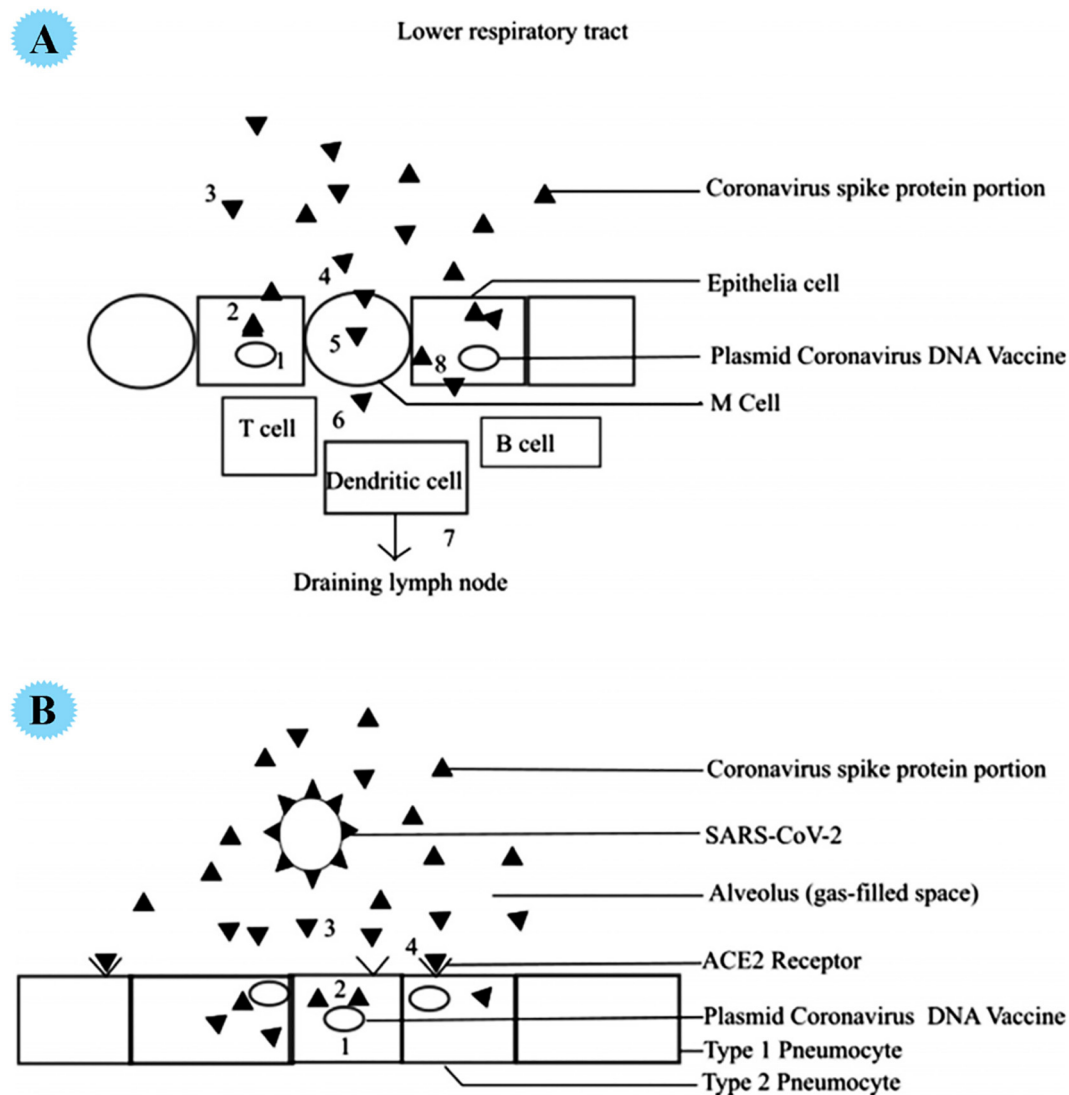 A
Lower respiratory tract
3
Coronavirus spike protein portion
4
Epithelia cell
2
5
1
8
Plasmid Coronavirus DNA Vaccine
M Cell
6
T cell
B cell
Dendritic cell
7
Draining lymph node
B
Coronavirus spike protein portion
SARS-CoV-2
Alveolus (gas-filled space)
3
4
ACE2 Receptor
2
Plasmid Coronavirus DNA Vaccine
1
Type 1 Pneumocyte
Type 2 Pneumocyte